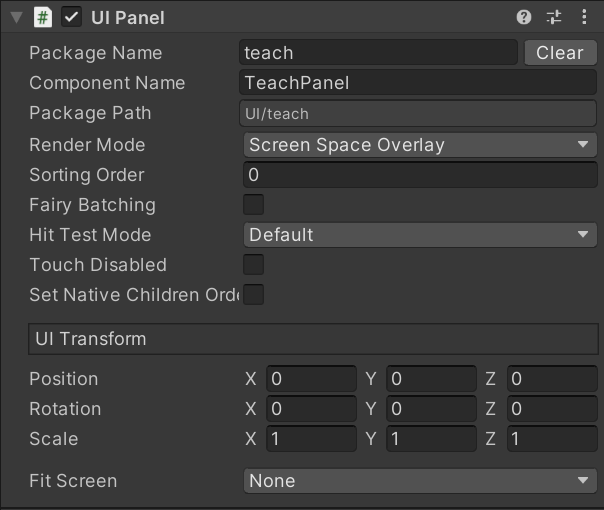 UI Panel
Package Name teach Clear
Component Name TeachPanel
Package Path UI/teach
Render Mode Screen Space Overlay
Sorting Order 0
Fairy Batching
Hit Test Mode Default
Touch Disabled
Set Native Children Orde
UI Transform
Position X 0 Y 0 Z 0
Rotation X 0 Y 0 Z 0
Scale X 1 Y 1 Z 1
Fit Screen None